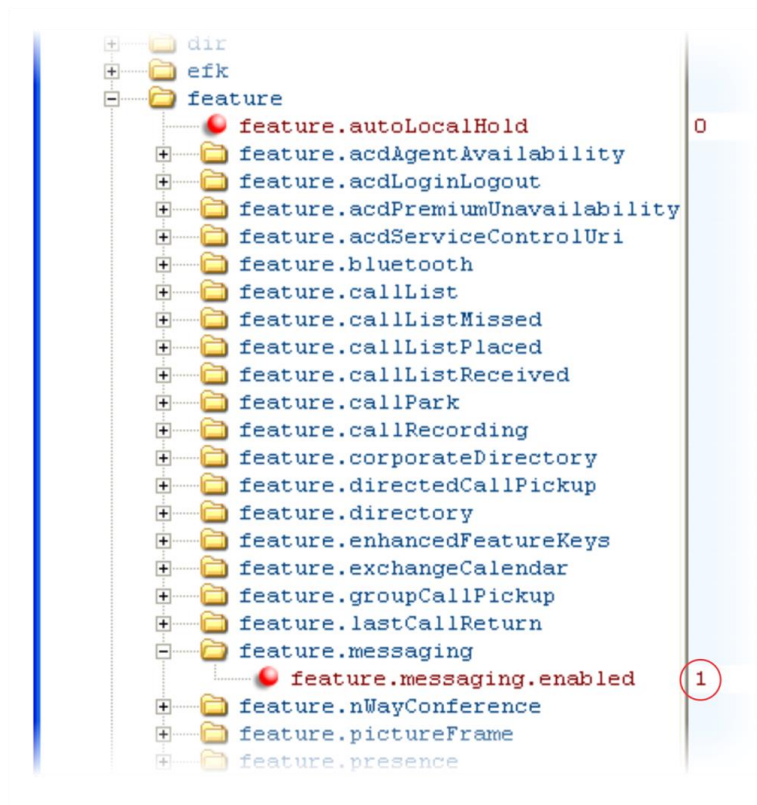 dir
efk
feature
feature.autoLocalHold 0
feature.acdAgentAvailability
feature.acdLoginLogout
feature.acdPremiumUnavailability
feature.acdServiceControlUri
feature.bluetooth
feature.callList
feature.callListMissed
feature.callListPlaced
feature.callListReceived
feature.callPark
feature.callRecording
feature.corporateDirectory
feature.directedCallPickup
feature.directory
feature.enhancedFeatureKeys
feature.exchangeCalendar
feature.groupCallPickup
feature.lastCallReturn
feature.messaging
feature.messaging.enabled 1
feature.nWayConference
feature.pictureFrame
feature.presence